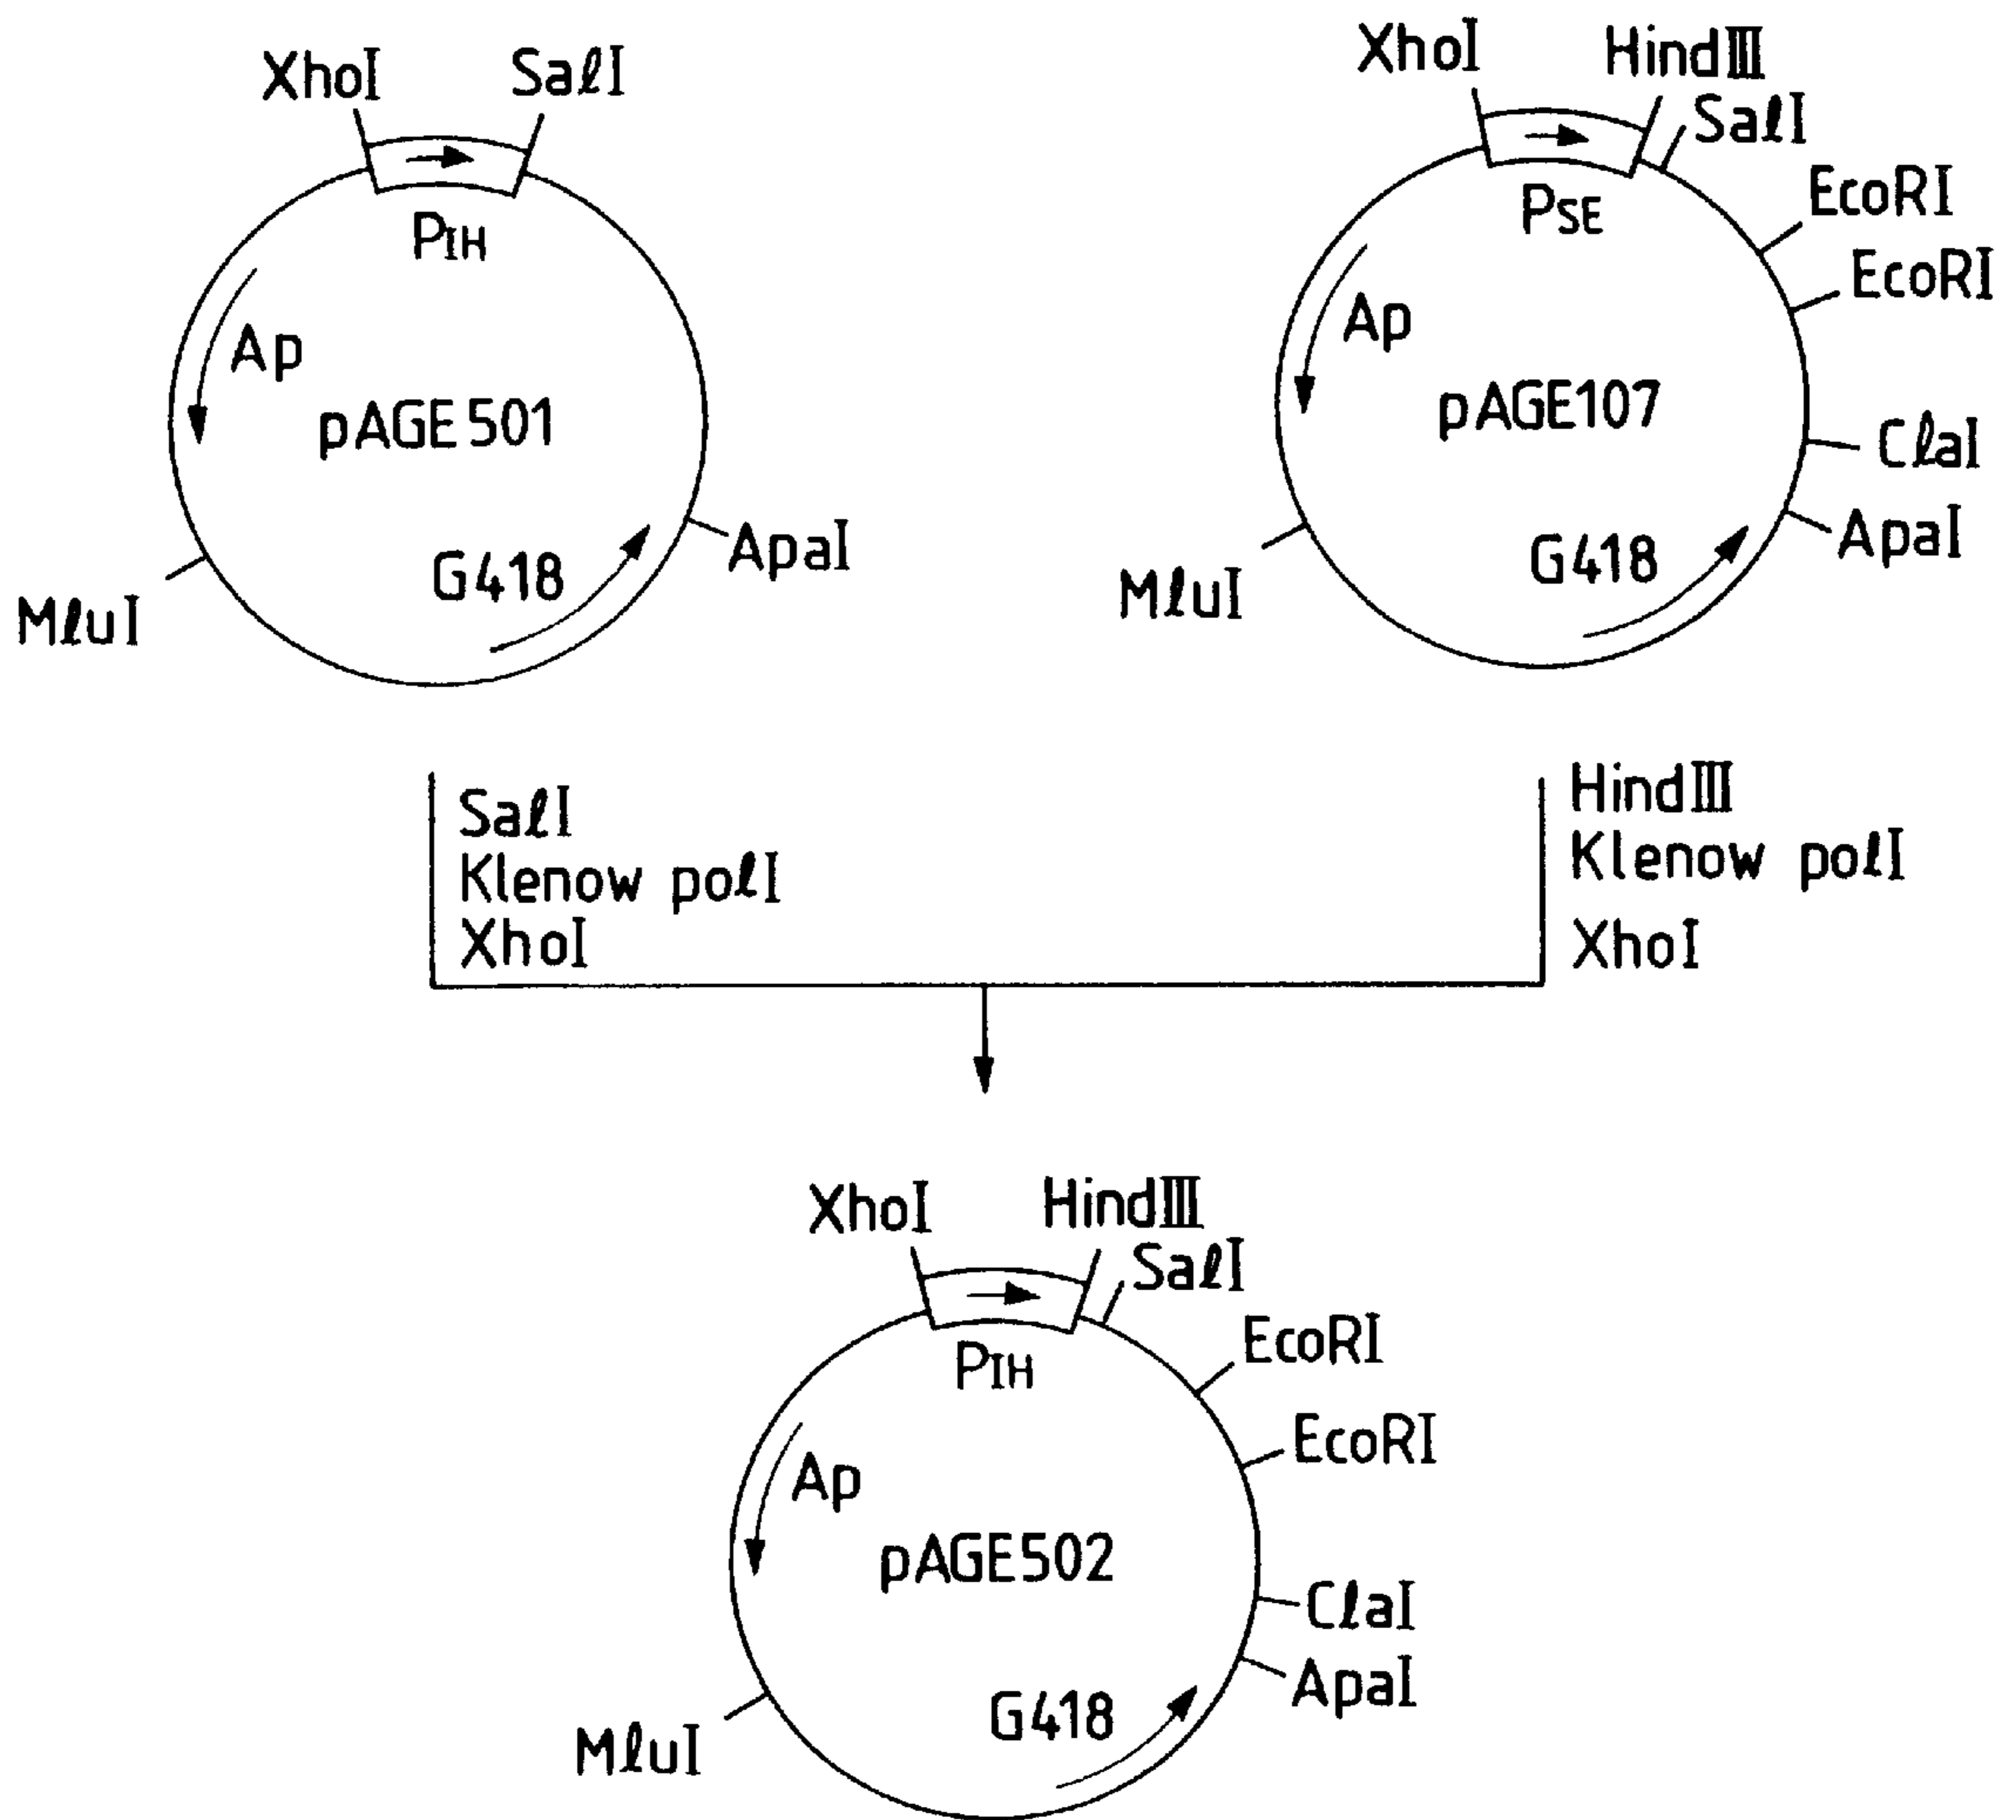 XhoI
SalI
PIH
Ap
pAGE501
G418
ApaI
MluI
XhoI
HindIII
SalI
EcoRI
EcoRI
PSE
Ap
pAGE107
ClaI
ApaI
G418
MluI
SalI
Klenow polI
XhoI
HindIII
Klenow polI
XhoI
XhoI
HindIII
SalI
EcoRI
EcoRI
PIH
Ap
pAGE502
ClaI
ApaI
G418
MluI